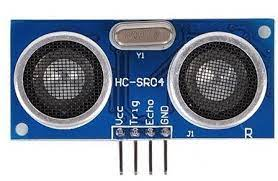 Y1
HC-SR04
Vcc
Trig
Echo
GND
J1
R